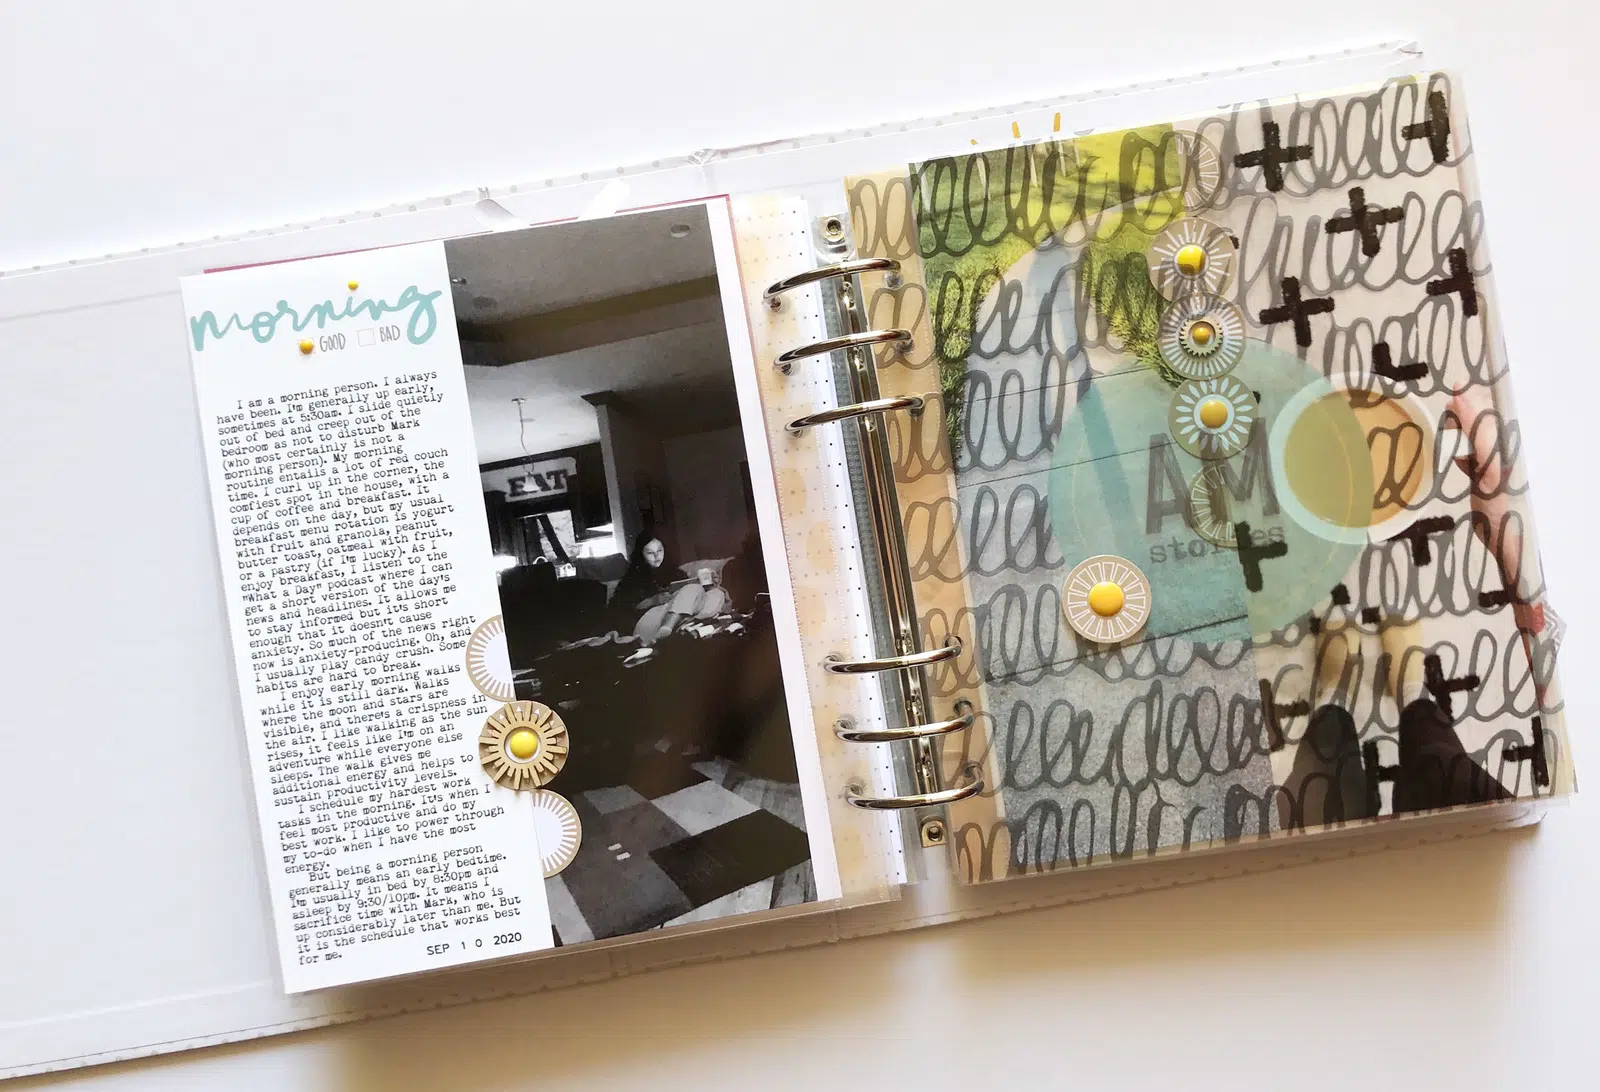 morning
GOOD BAD
I am a morning person. I always
have been. I'm generally up early,
sometimes at 5:30am. I slide quietly
out of bed and creep out of the
bedroom as not to disturb Mark
(who most certainly is not a
morning person). My morning
routine entails a lot of red couch
time. I curl up in the corner, the
comfiest spot in the house, with a
cup of coffee and breakfast. It
depends on the day, but my usual
breakfast menu rotation is yogurt
with fruit and granola, peanut
butter toast, oatmeal with fruit,
or a pastry (if I'm lucky). As I
enjoy breakfast, I listen to the
"What a Day" podcast where I can
get a short version of the day's
news and headlines. It allows me
to stay informed but it's short
enough that it doesn't cause
anxiety. So much of the news right
now is anxiety-producing. Oh, and
I usually play candy crush. Some
habits are hard to break.
I enjoy early morning walks
while it is still dark. Walks
where the moon and stars are
visible, and there's a crispness in
the air. I like walking as the sun
rises, it feels like I'm on an
adventure while everyone else
sleeps. The walk gives me
additional energy and helps to
sustain productivity levels.
I schedule my hardest work
tasks in the morning. It's when I
feel most productive and do my
best work. I like to power through
my to-do when I have the most
energy.
But being a morning person
generally means an early bedtime.
I'm usually in bed by 8:30pm and
asleep by 9:30/10pm. It means I
sacrifice time with Mark, who is
up considerably later than me. But
it is the schedule that works best
for me.
SEP 10 2020
EAT
AM
stories